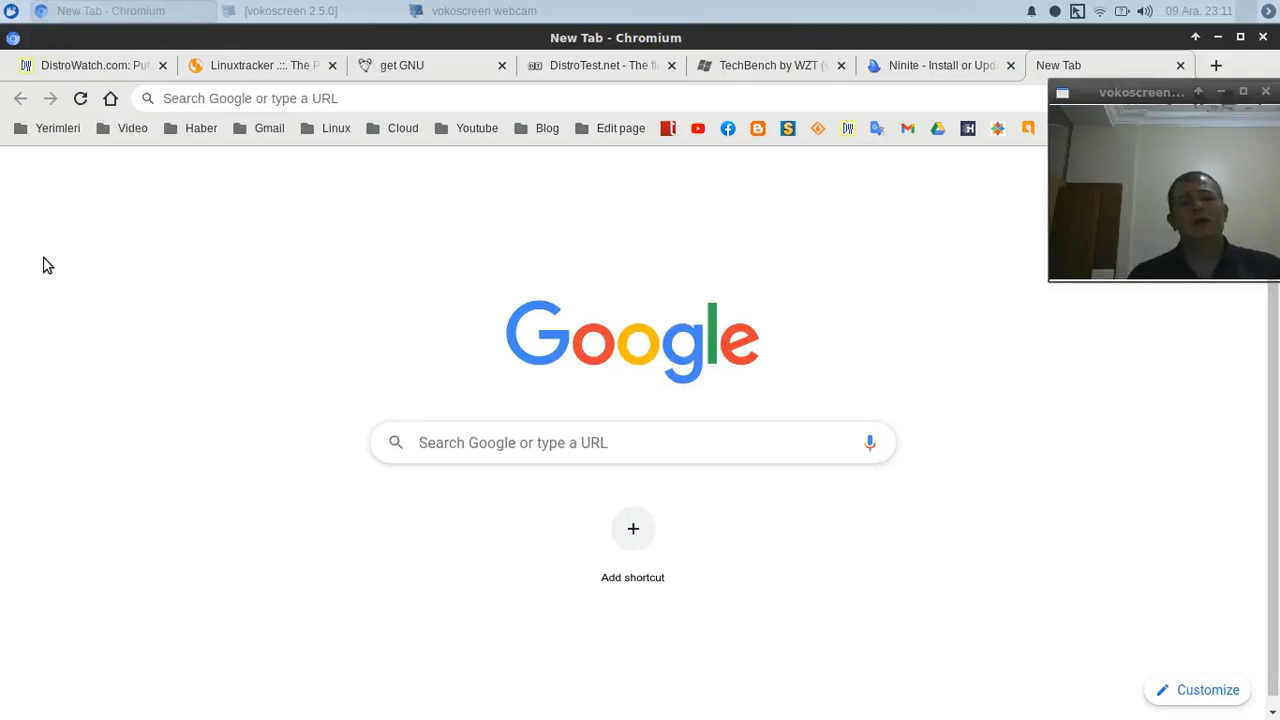 New Tab - Chromium
[vokoscreen 2.5.0]
vokoscreen webcam
09 Ara. 23:11
New Tab - Chromium
DistroWatch.com: Put
Linuxtracker .::. The P
get GNU
DistroTest.net - The fi
TechBench by WZT (v
Ninite - Install or Upd
New Tab
Search Google or type a URL
vokoscreen...
Yerimleri
Video
Haber
Gmail
Linux
Cloud
Youtube
Blog
Edit page
Google
Search Google or type a URL
Add shortcut
Customize